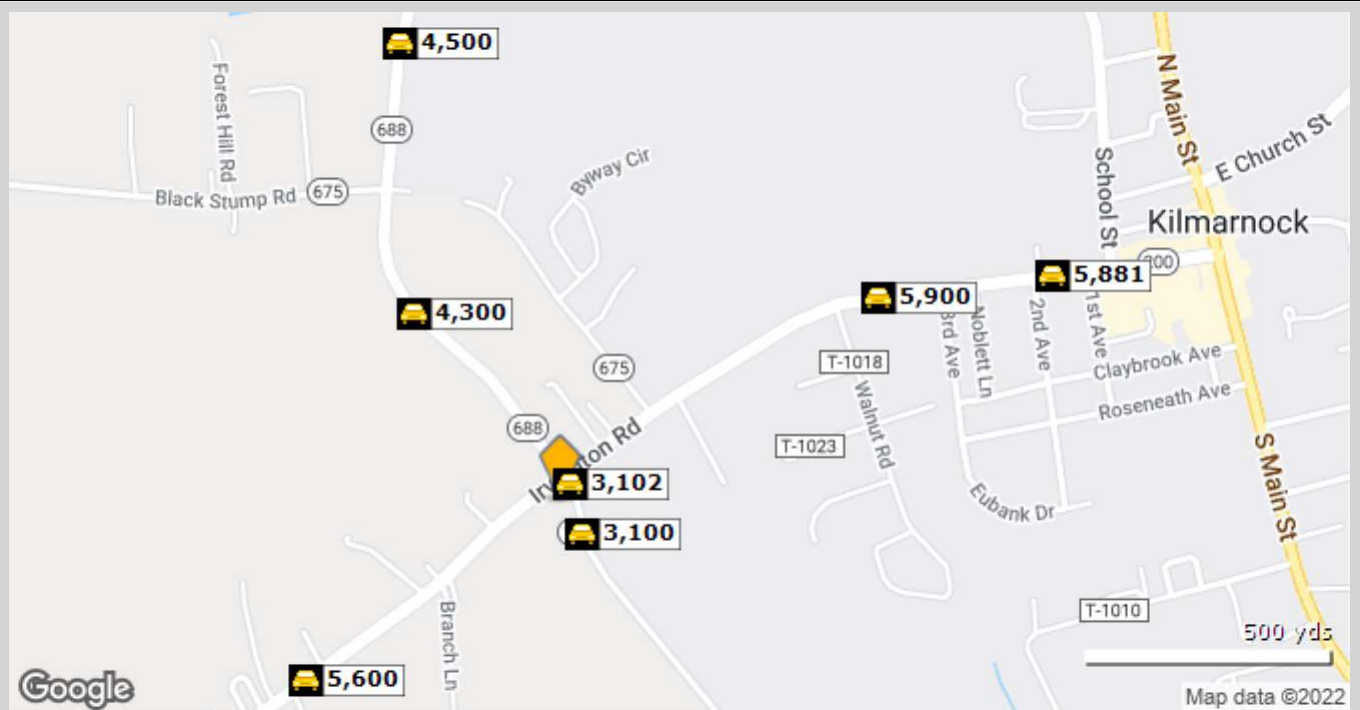 4,500
N Main St
Forest Hill Rd
688
E Church St
School St
Byway Cir
Black Stump Rd
675
Kilmarnock
200
5,881
5,900
4,300
1st Ave
2nd Ave
3rd Ave
Noblett Ln
T-1018
Claybrook Ave
675
Walnut Rd
Roseneath Ave
688
T-1023
S Main St
3,102
Eubank Dr
3,100
Branch Ln
T-1010
500 yds
5,600
Google
Map data ©2022